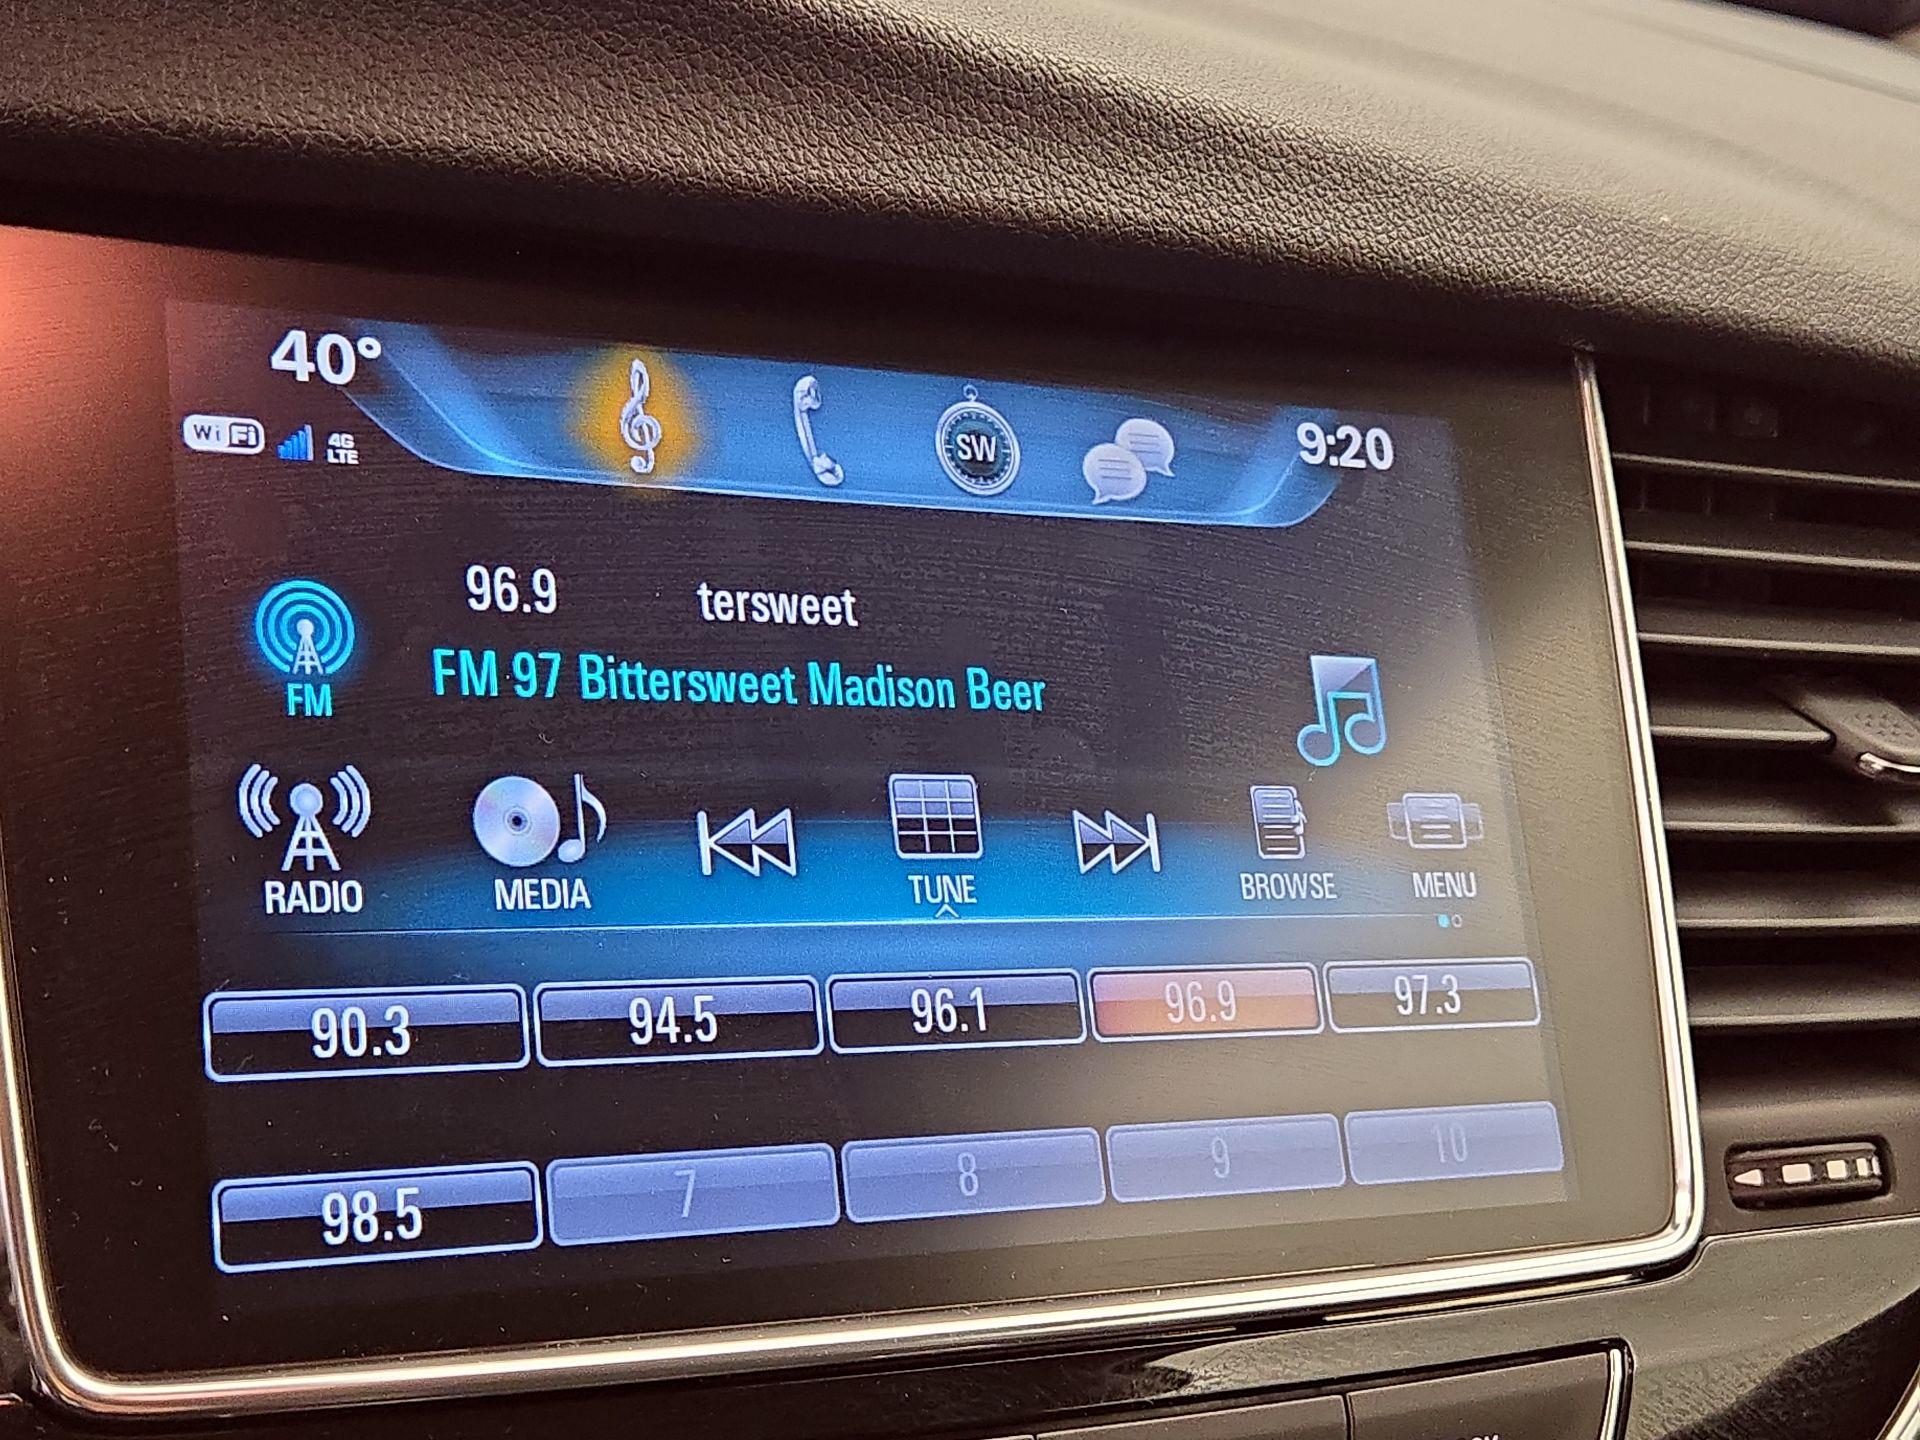 40°
WiFi 4G LTE
SW
9:20
96.9 tersweet
FM 97 Bittersweet Madison Beer
FM
RADIO MEDIA TUNE BROWSE MENU
90.3 94.5 96.1 96.9 97.3
98.5 7 8 9 10